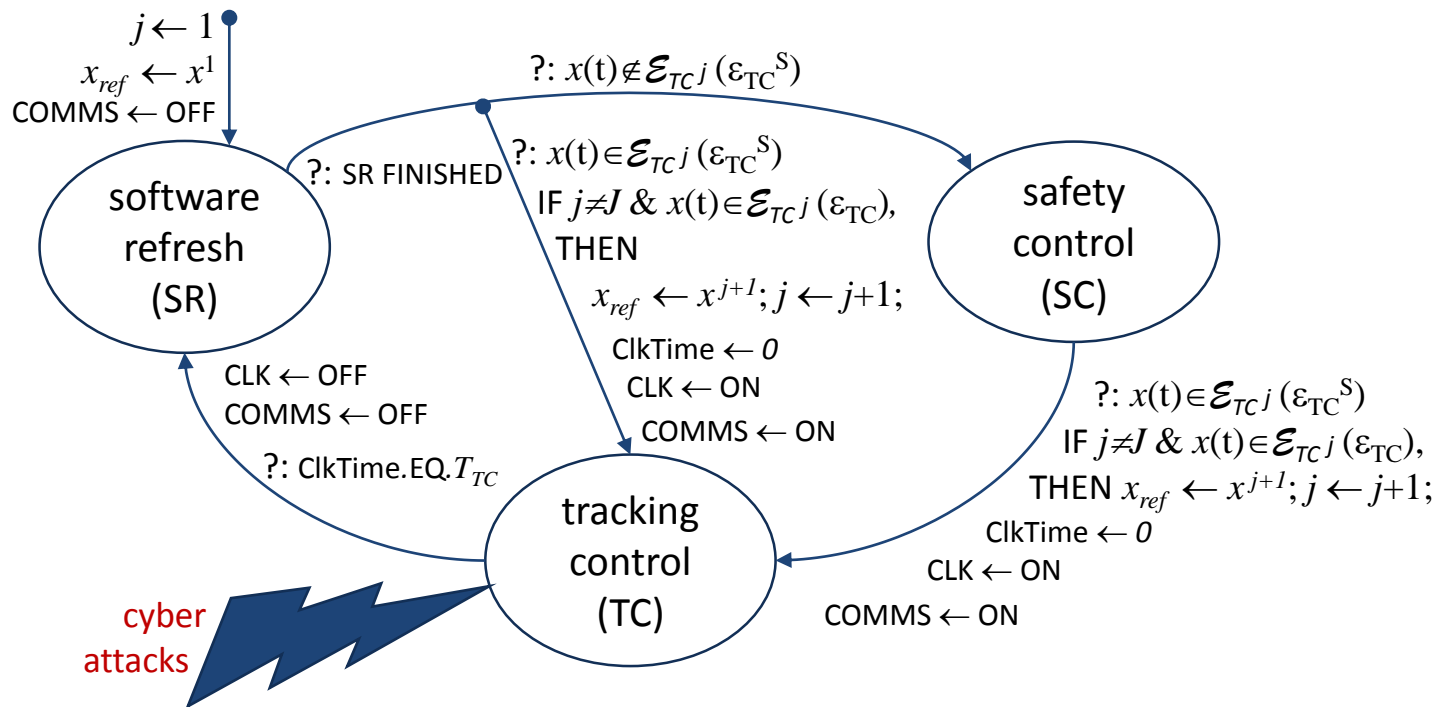 j ← 1
x_ref ← x^1
COMMS ← OFF
?: x(t)∉ℰ_TC^j (ε_TC^S)
?: SR FINISHED
?: x(t)∈ℰ_TC^j (ε_TC^S)
IF j≠J & x(t)∈ℰ_TC^j (ε_TC),
THEN
x_ref ← x^{j+1}; j ← j+1;
ClkTime ← 0
CLK ← ON
COMMS ← ON
software
refresh
(SR)
safety
control
(SC)
CLK ← OFF
COMMS ← OFF
?: ClkTime.EQ.T_TC
?: x(t)∈ℰ_TC^j (ε_TC^S)
IF j≠J & x(t)∈ℰ_TC^j (ε_TC),
THEN x_ref ← x^{j+1}; j ← j+1;
ClkTime ← 0
CLK ← ON
COMMS ← ON
tracking
control
(TC)
cyber
attacks